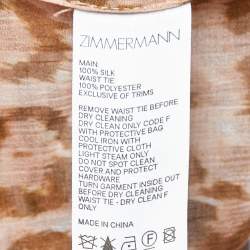 ZIMMERMANN
MAIN
100% SILK
WAIST TIE
100% POLYESTER
EXCLUSIVE OF TRIMS
REMOVE WAIST TIE BEFORE
DRY CLEANING
DRY CLEAN ONLY CODE F
WITH PROTECTIVE BAG
COOL IRON WITH
PROTECTIVE CLOTH
LIGHT STEAM ONLY
DO NOT SPOT CLEAN
COVER AND PROTECT
HARDWARE
TURN GARMENT INSIDE OUT
BEFORE DRY CLEANING
WAIST TIE - DRY CLEAN F
ONLY
MADE IN CHINA